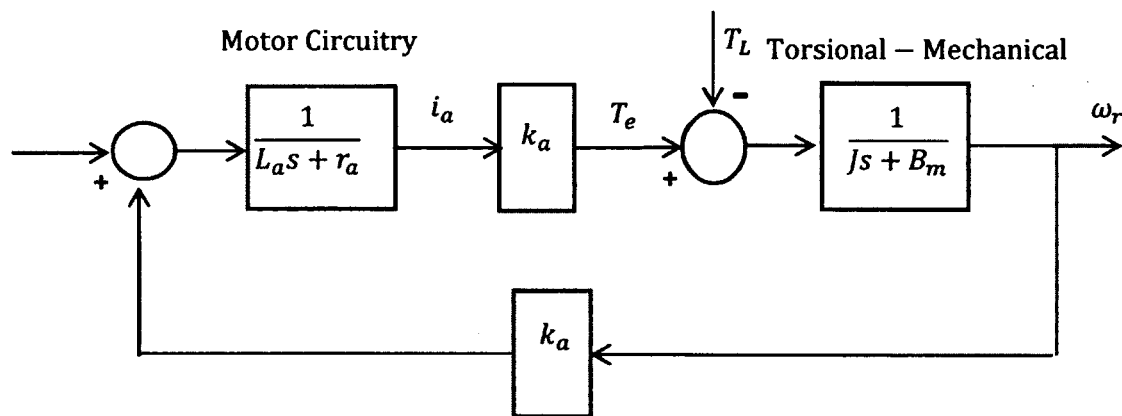 Motor Circuitry
T_L Torsional – Mechanical
1
L_a s + r_a
i_a
k_a
T_e
1
Js + B_m
ω_r
+
+
-
k_a